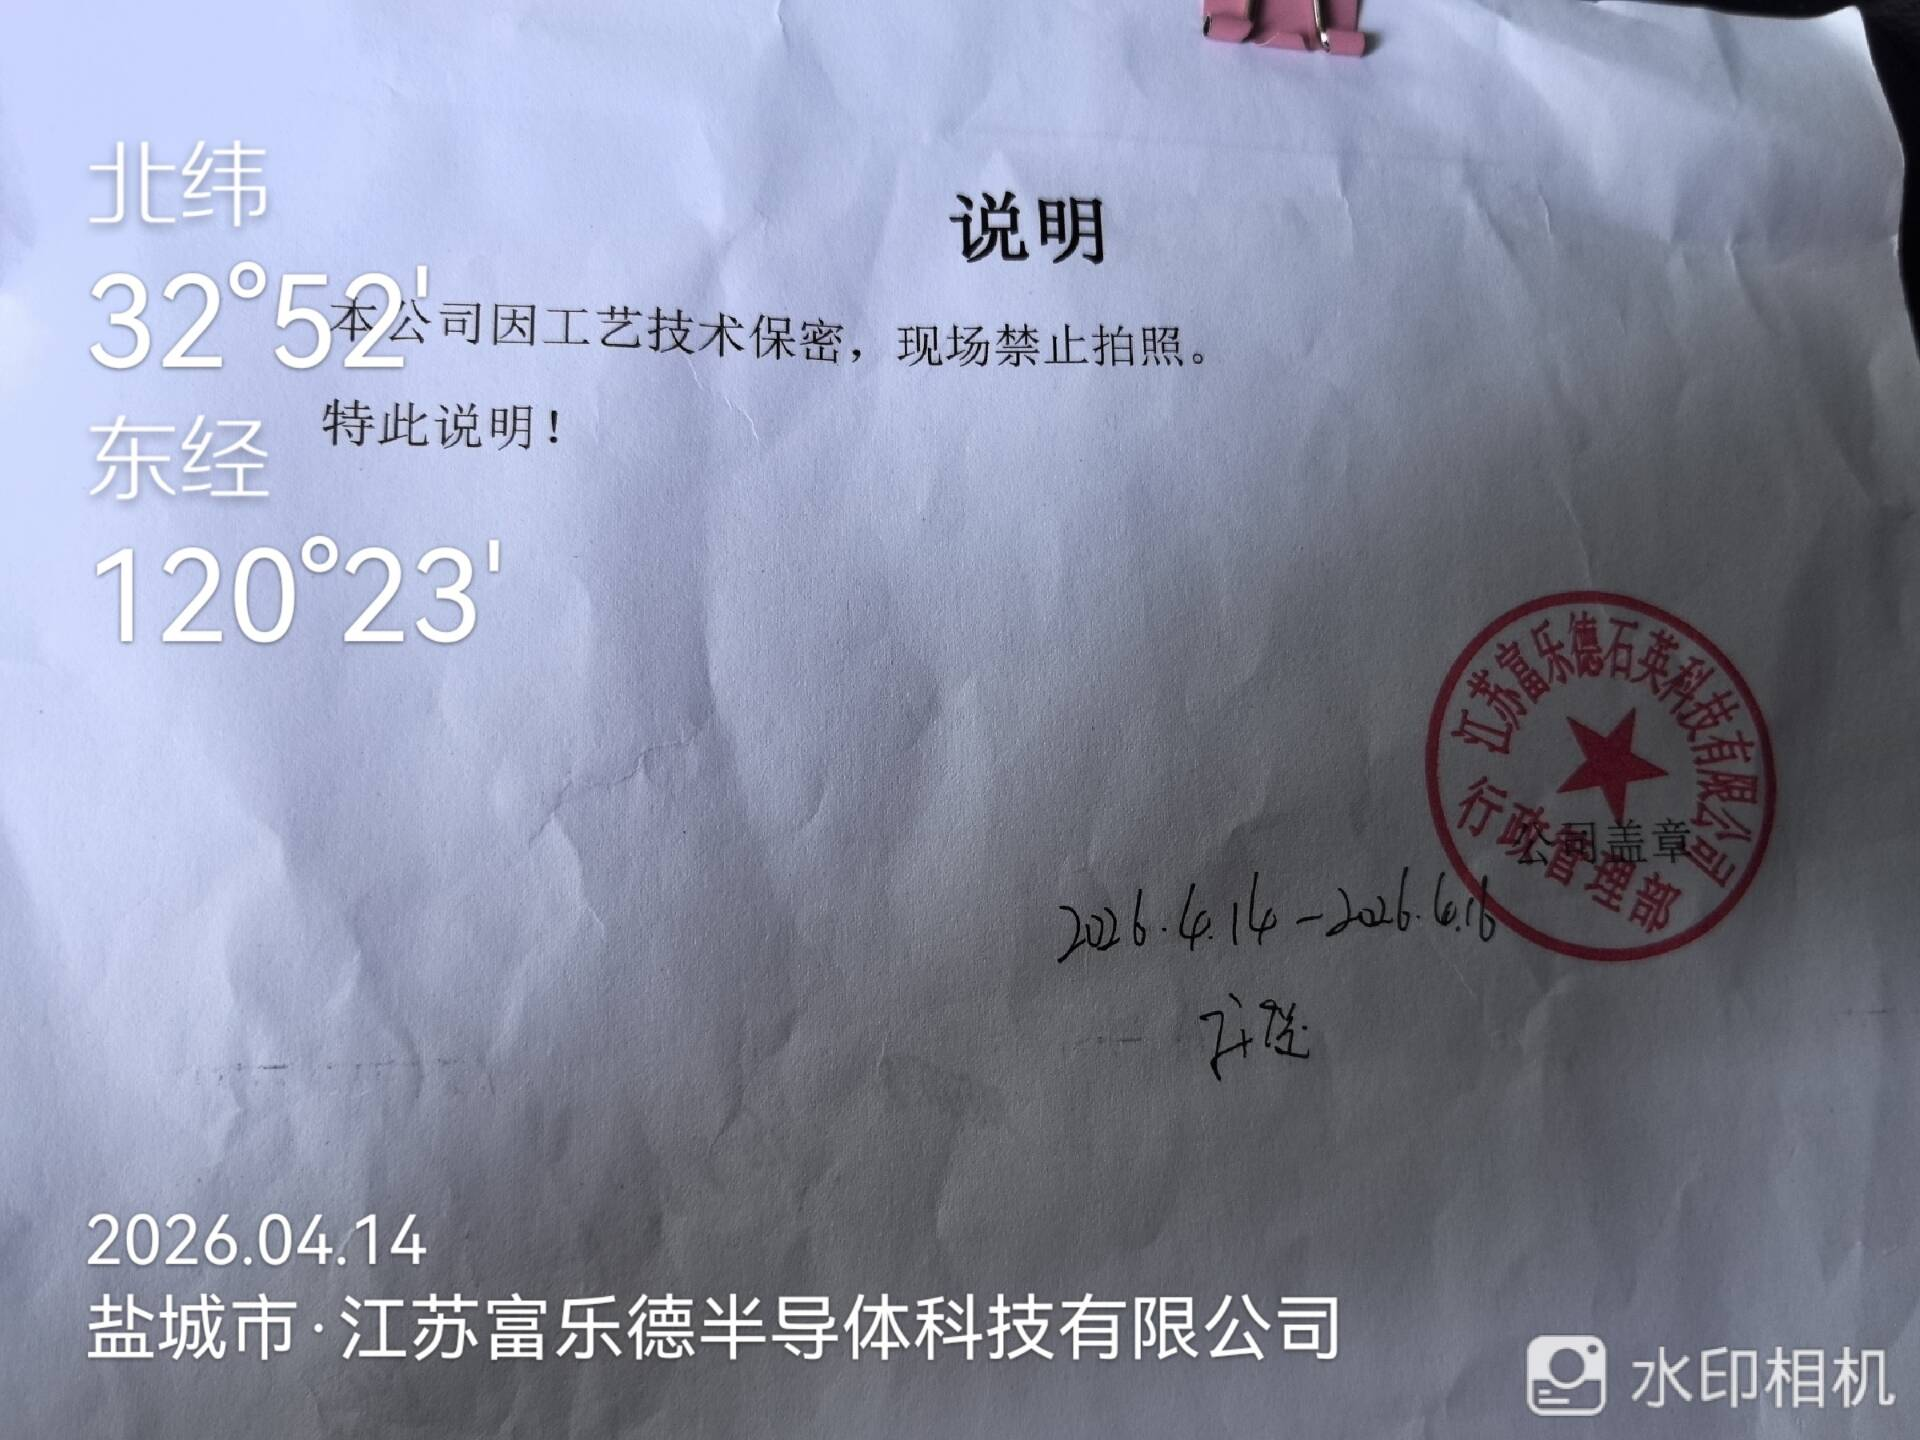 北纬
32°52'
东经
120°23'
说明
本公司因工艺技术保密，现场禁止拍照。
特此说明！
江苏富乐德石英科技有限公司
行政管理部
公司盖章
2026.4.14-2026.4.16
2026.04.14
盐城市·江苏富乐德半导体科技有限公司
水印相机